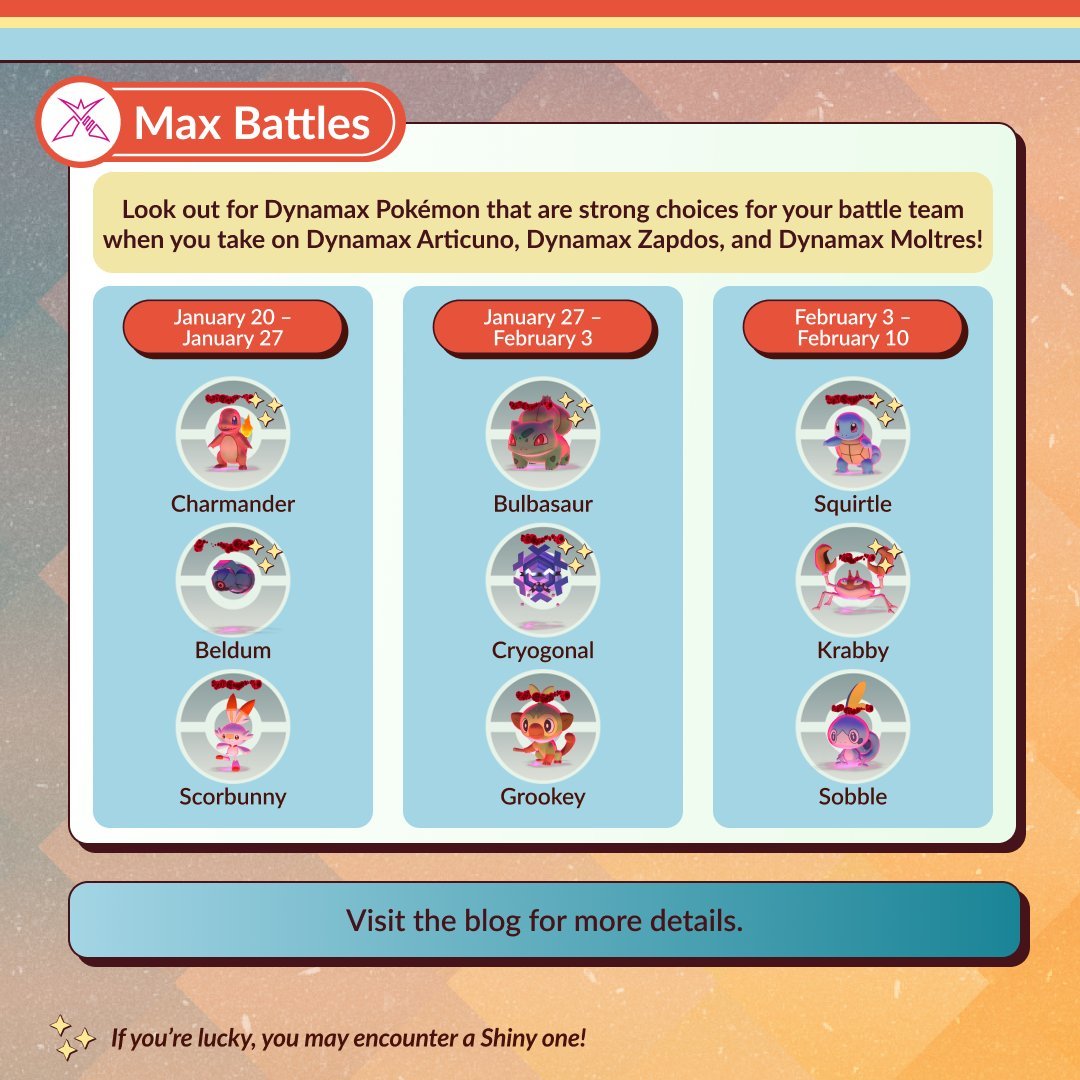 Max Battles
Look out for Dynamax Pokémon that are strong choices for your battle team
when you take on Dynamax Articuno, Dynamax Zapdos, and Dynamax Moltres!
January 20 –
January 27
Charmander
Beldum
Scorbunny
January 27 –
February 3
Bulbasaur
Cryogonal
Grookey
February 3 –
February 10
Squirtle
Krabby
Sobble
Visit the blog for more details.
If you’re lucky, you may encounter a Shiny one!